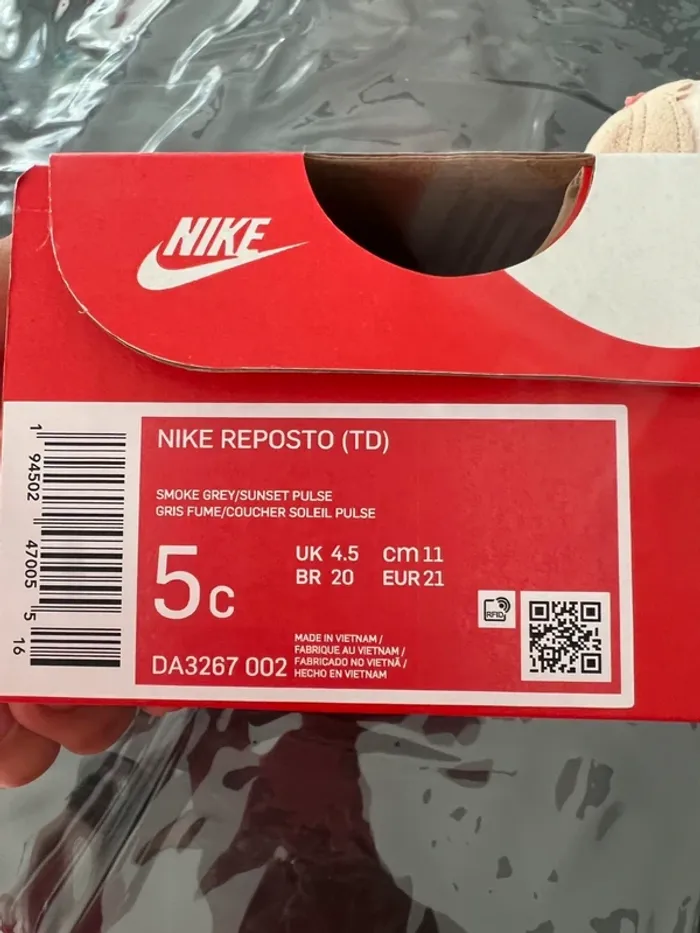 NIKE
NIKE REPOSTO (TD)
SMOKE GREY/SUNSET PULSE
GRIS FUME/COUCHER SOLEIL PULSE
5C
UK 4.5 cm 11
BR 20 EUR 21
RFID
DA3267 002
MADE IN VIETNAM /
FABRIQUE AU VIETNAM /
FABRICADO NO VIETNÃ /
HECHO EN VIETNAM
1 94502 47005 5 16